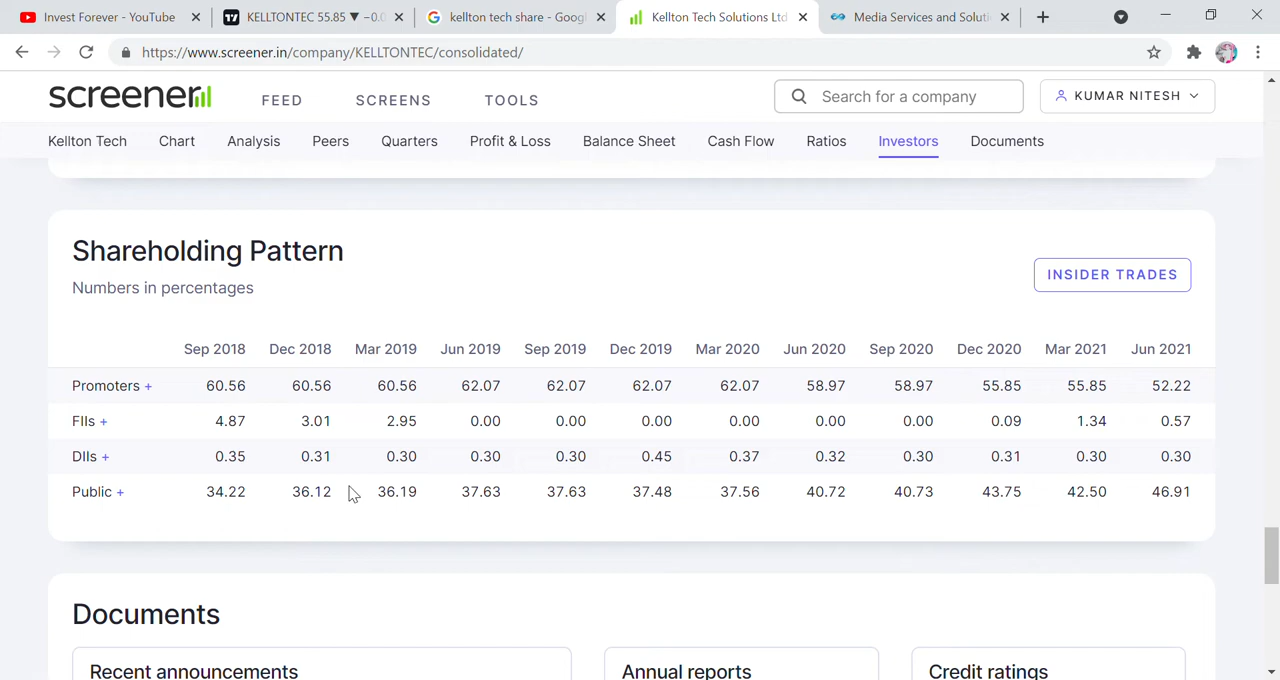 Invest Forever - YouTube
KELLTONTEC 55.85 ▼ −0.0
kellton tech share - Googl
Kellton Tech Solutions Ltd
Media Services and Soluti
https://www.screener.in/company/KELLTONTEC/consolidated/
screener
FEED SCREENS TOOLS
Search for a company
KUMAR NITESH
Kellton Tech Chart Analysis Peers Quarters Profit & Loss Balance Sheet Cash Flow Ratios Investors Documents
Shareholding Pattern
Numbers in percentages
INSIDER TRADES
Sep 2018 Dec 2018 Mar 2019 Jun 2019 Sep 2019 Dec 2019 Mar 2020 Jun 2020 Sep 2020 Dec 2020 Mar 2021 Jun 2021
Promoters + 60.56 60.56 60.56 62.07 62.07 62.07 62.07 58.97 58.97 55.85 55.85 52.22
FIIs + 4.87 3.01 2.95 0.00 0.00 0.00 0.00 0.00 0.00 0.09 1.34 0.57
DIIs + 0.35 0.31 0.30 0.30 0.30 0.45 0.37 0.32 0.30 0.31 0.30 0.30
Public + 34.22 36.12 36.19 37.63 37.63 37.48 37.56 40.72 40.73 43.75 42.50 46.91
Documents
Recent announcements
Annual reports
Credit ratings